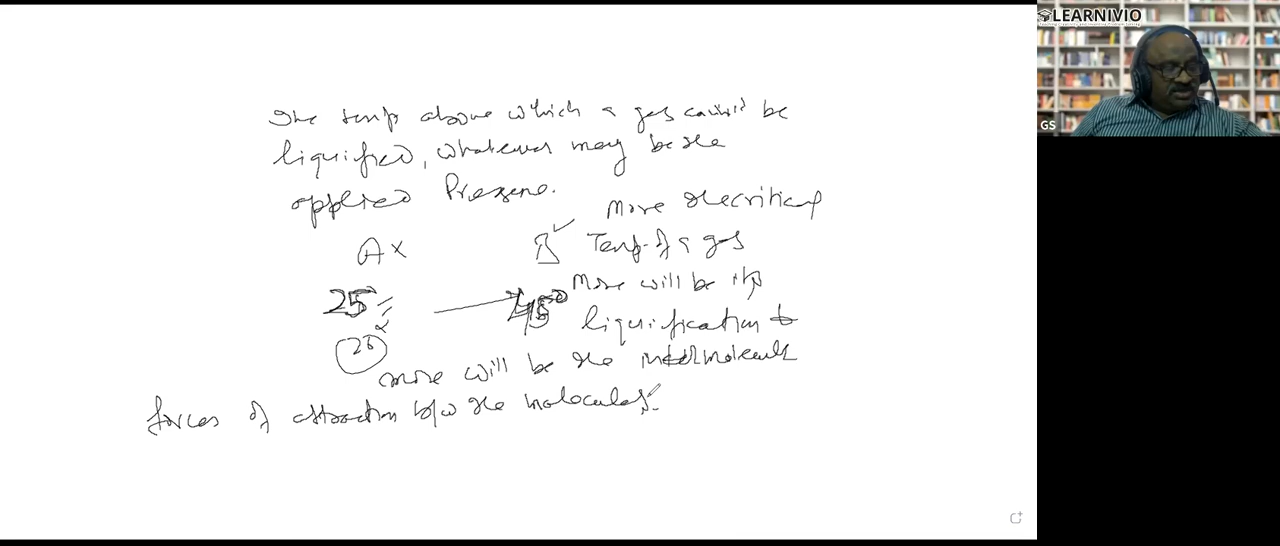 The temp above which a gas cannot be
liquified, whatever may be the
applied Pressure.
More the critical
A × B ✓ Temp. of a gas
More will be its
25° 45° liquification &
26
more will be the intermolecular
forces of attraction b/w the molecules.
LEARNIVIO
GS